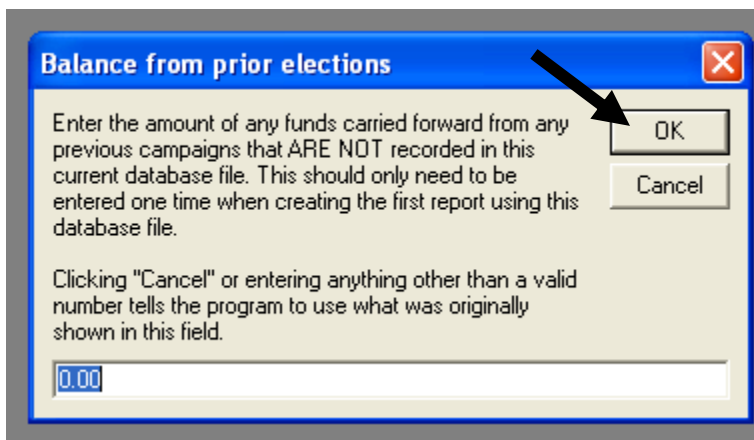 Balance from prior elections
Enter the amount of any funds carried forward from any
previous campaigns that ARE NOT recorded in this
current database file. This should only need to be
entered one time when creating the first report using this
database file.
OK
Cancel
Clicking "Cancel" or entering anything other than a valid
number tells the program to use what was originally
shown in this field.
0.00